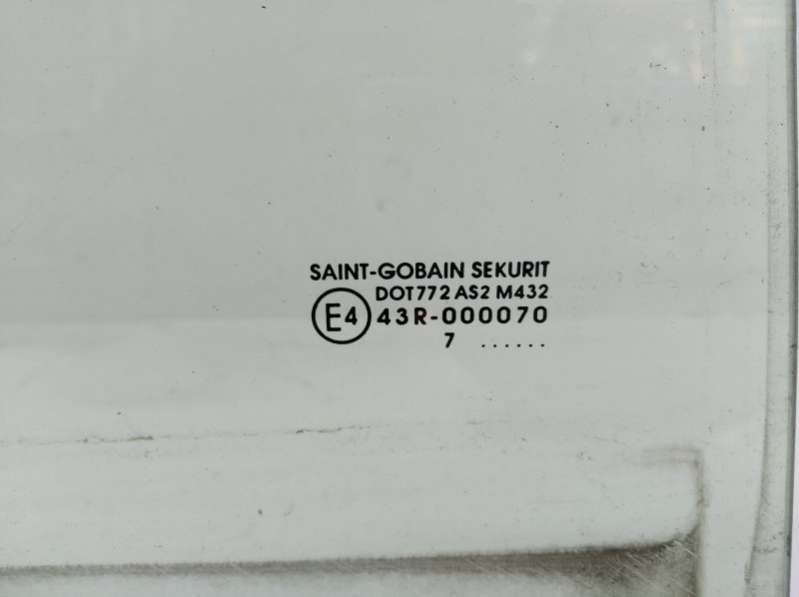 SAINT-GOBAIN SEKURIT
DOT772 AS2 M432
E4 43R-000070
7 ......